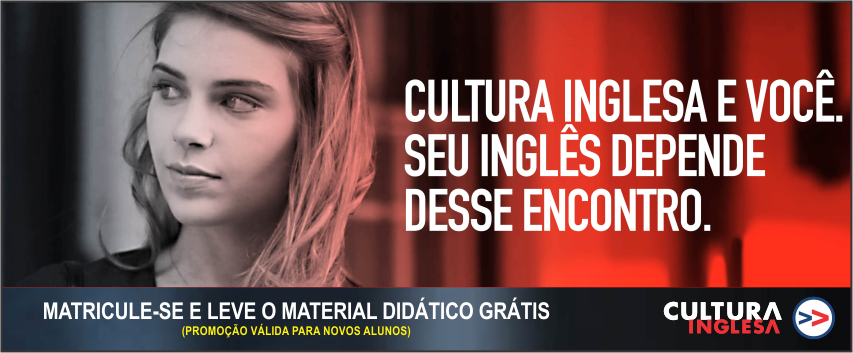 CULTURA INGLESA E VOCÊ.
SEU INGLÊS DEPENDE
DESSE ENCONTRO.
MATRICULE-SE E LEVE O MATERIAL DIDÁTICO GRÁTIS
(PROMOÇÃO VÁLIDA PARA NOVOS ALUNOS)
CULTURA
INGLESA